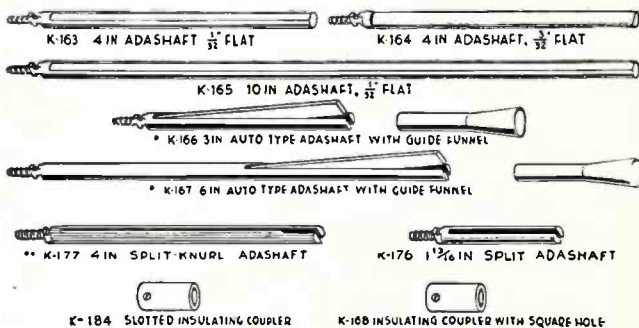 K-163 4 IN ADASHAFT 1/32" FLAT
K-164 4 IN ADASHAFT, 3/32" FLAT
K-165 10 IN ADASHAFT, 1/32" FLAT
* K-166 3 IN AUTO TYPE ADASHAFT WITH GUIDE FUNNEL
* K-167 6 IN AUTO TYPE ADASHAFT WITH GUIDE FUNNEL
** K-177 4 IN SPLIT-KNURL ADASHAFT
K-176 1 13/16 IN SPLIT ADASHAFT
K-184 SLOTTED INSULATING COUPLER
K-168 INSULATING COUPLER WITH SQUARE HOLE